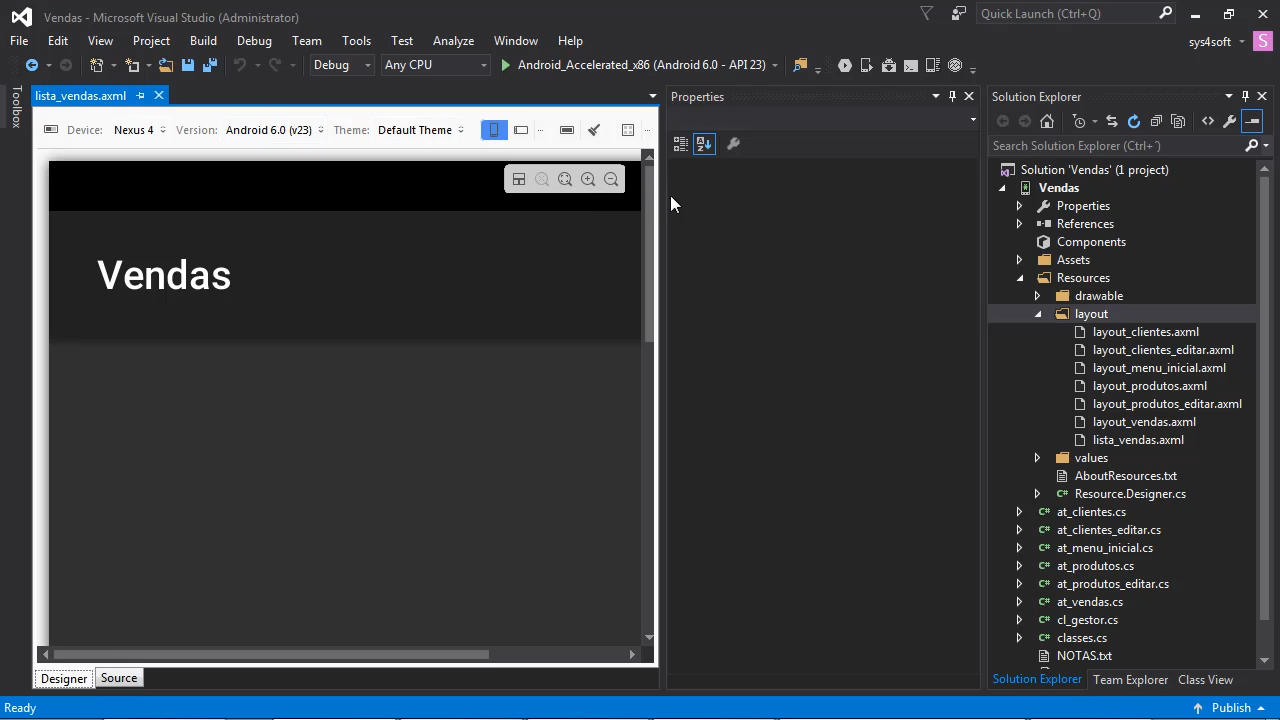 Vendas - Microsoft Visual Studio (Administrator)
Quick Launch (Ctrl+Q)
File Edit View Project Build Debug Team Tools Test Analyze Window Help
sys4soft
S
Debug
Any CPU
Android_Accelerated_x86 (Android 6.0 - API 23)
Toolbox
lista_vendas.axml
Device: Nexus 4 Version: Android 6.0 (v23) Theme: Default Theme
Vendas
Designer
Source
Properties
Solution Explorer
Search Solution Explorer (Ctrl+´)
Solution 'Vendas' (1 project)
Vendas
Properties
References
Components
Assets
Resources
drawable
layout
layout_clientes.axml
layout_clientes_editar.axml
layout_menu_inicial.axml
layout_produtos.axml
layout_produtos_editar.axml
layout_vendas.axml
lista_vendas.axml
values
AboutResources.txt
Resource.Designer.cs
at_clientes.cs
at_clientes_editar.cs
at_menu_inicial.cs
at_produtos.cs
at_produtos_editar.cs
at_vendas.cs
cl_gestor.cs
classes.cs
NOTAS.txt
Solution Explorer Team Explorer Class View
Ready
Publish